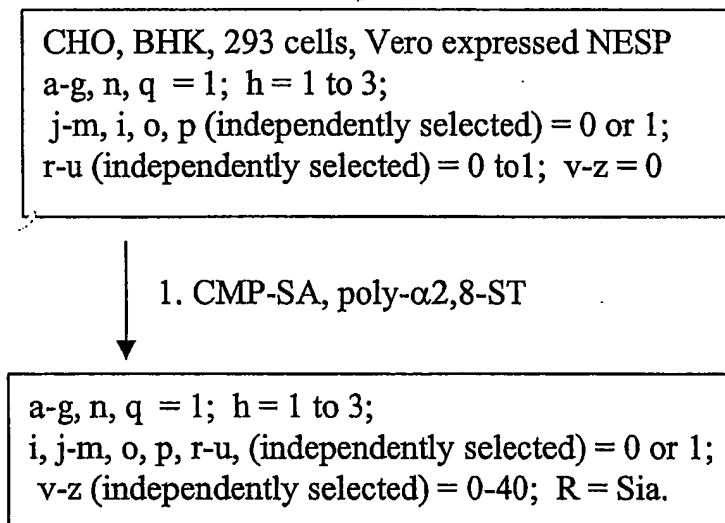 CHO, BHK, 293 cells, Vero expressed NESP
a-g, n, q = 1; h = 1 to 3;
j-m, i, o, p (independently selected) = 0 or 1;
r-u (independently selected) = 0 to1; v-z = 0
1. CMP-SA, poly-α2,8-ST
a-g, n, q = 1; h = 1 to 3;
i, j-m, o, p, r-u, (independently selected) = 0 or 1;
v-z (independently selected) = 0-40; R = Sia.